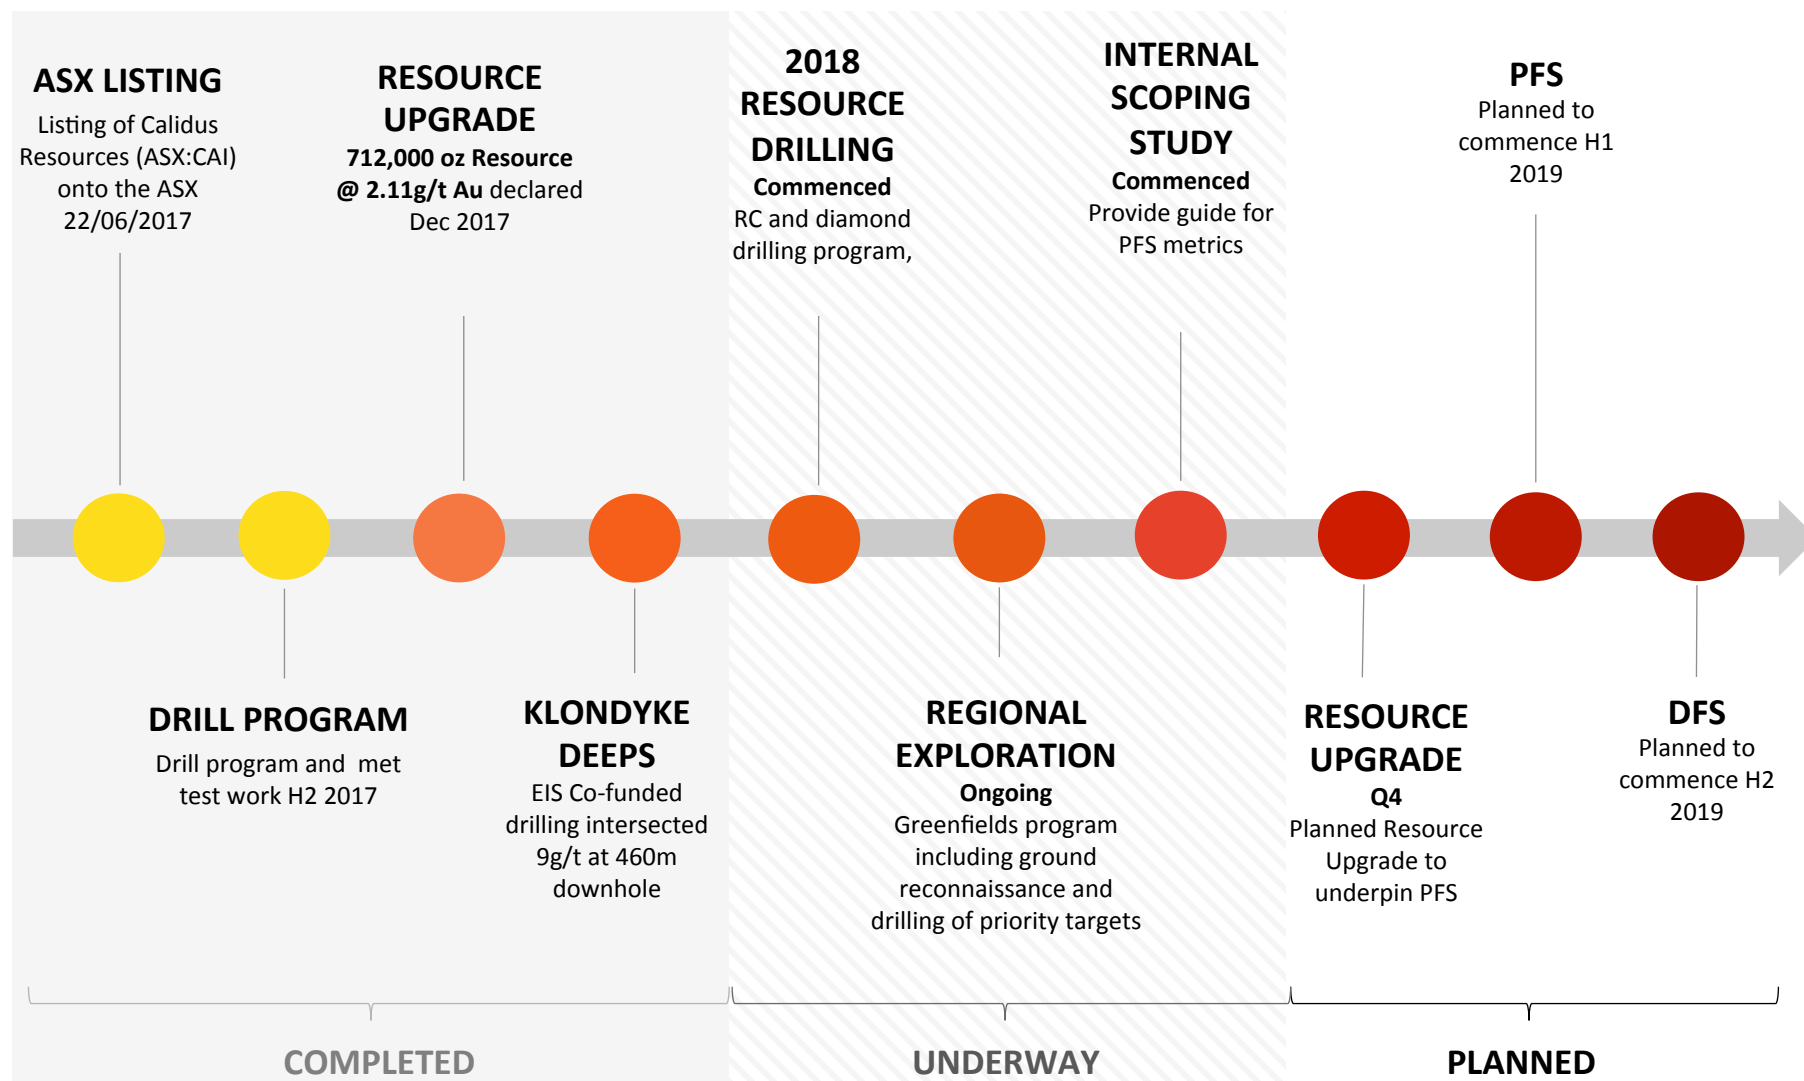 ASX LISTING
Listing of Calidus
Resources (ASX:CAI)
onto the ASX
22/06/2017
RESOURCE
UPGRADE
712,000 oz Resource
@ 2.11g/t Au declared
Dec 2017
2018
RESOURCE
DRILLING
Commenced
RC and diamond
drilling program,
INTERNAL
SCOPING
STUDY
Commenced
Provide guide for
PFS metrics
PFS
Planned to
commence H1
2019
DRILL PROGRAM
Drill program and  met
test work H2 2017
KLONDYKE
DEEPS
EIS Co-funded
drilling intersected
9g/t at 460m
downhole
REGIONAL
EXPLORATION
Ongoing
Greenfields program
including ground
reconnaissance and
drilling of priority targets
RESOURCE
UPGRADE
Q4
Planned Resource
Upgrade to
underpin PFS
DFS
Planned to
commence H2
2019
COMPLETED
UNDERWAY
PLANNED